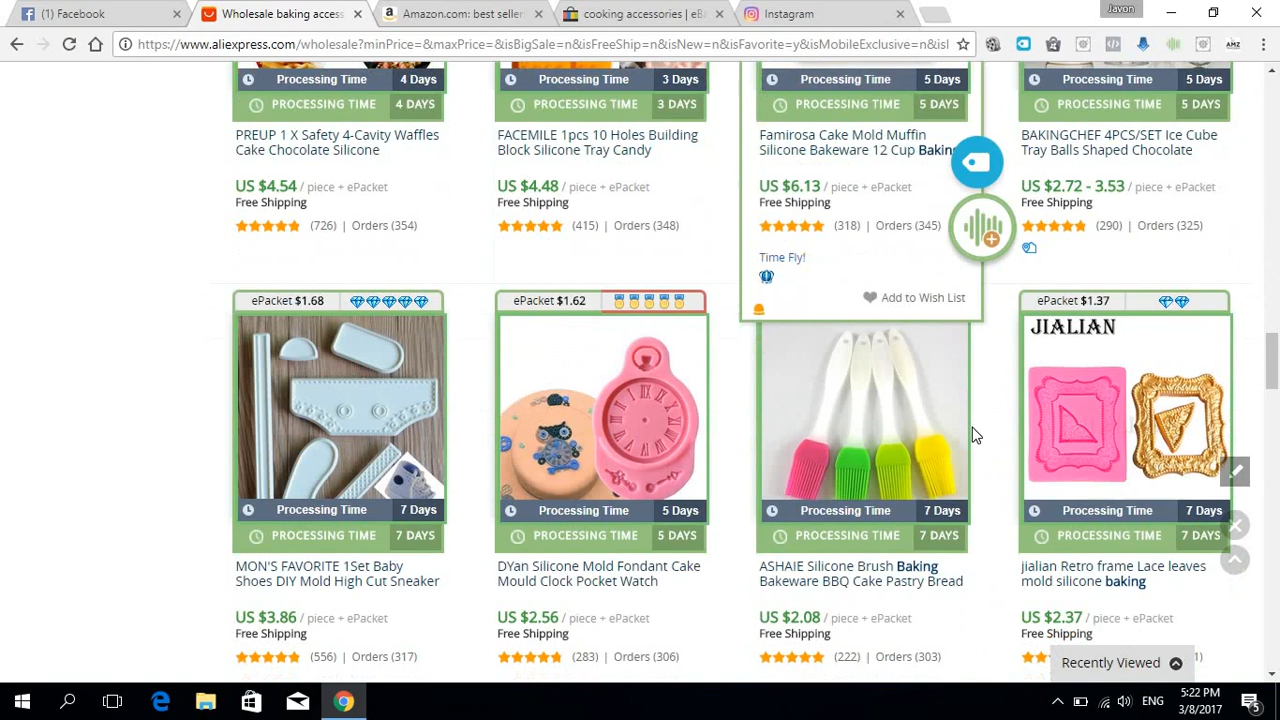 (1) Facebook
Wholesale baking access
Amazon.com: best seller
cooking accessories | eB
Instagram
Javon
https://www.aliexpress.com/wholesale?minPrice=&maxPrice=&isBigSale=n&isFreeShip=n&isNew=n&isFavorite=y&isMobileExclusive=n&isl
AMZ
Processing Time 4 Days
Processing Time 3 Days
Processing Time 5 Days
Processing Time 5 Days
PROCESSING TIME 4 DAYS
PROCESSING TIME 3 DAYS
PROCESSING TIME 5 DAYS
PROCESSING TIME 5 DAYS
PREUP 1 X Safety 4-Cavity Waffles
Cake Chocolate Silicone
FACEMILE 1pcs 10 Holes Building
Block Silicone Tray Candy
Famirosa Cake Mold Muffin
Silicone Bakeware 12 Cup Baking
BAKINGCHEF 4PCS/SET Ice Cube
Tray Balls Shaped Chocolate
US $4.54 / piece + ePacket
Free Shipping
(726) | Orders (354)
US $4.48 / piece + ePacket
Free Shipping
(415) | Orders (348)
US $6.13 / piece + ePacket
Free Shipping
(318) | Orders (345)
US $2.72 - 3.53 / piece + ePacket
Free Shipping
(290) | Orders (325)
Time Fly!
Add to Wish List
ePacket $1.68
ePacket $1.62
ePacket $1.37
JIALIAN
Processing Time 7 Days
Processing Time 5 Days
Processing Time 7 Days
Processing Time 7 Days
PROCESSING TIME 7 DAYS
PROCESSING TIME 5 DAYS
PROCESSING TIME 7 DAYS
PROCESSING TIME 7 DAYS
MON'S FAVORITE 1Set Baby
Shoes DIY Mold High Cut Sneaker
DYan Silicone Mold Fondant Cake
Mould Clock Pocket Watch
ASHAIE Silicone Brush Baking
Bakeware BBQ Cake Pastry Bread
jialian Retro frame Lace leaves
mold silicone baking
US $3.86 / piece + ePacket
Free Shipping
(556) | Orders (317)
US $2.56 / piece + ePacket
Free Shipping
(283) | Orders (306)
US $2.08 / piece + ePacket
Free Shipping
(222) | Orders (303)
US $2.37 / piece + ePacket
Free Shipping
Recently Viewed
ENG
5:22 PM
3/8/2017
5